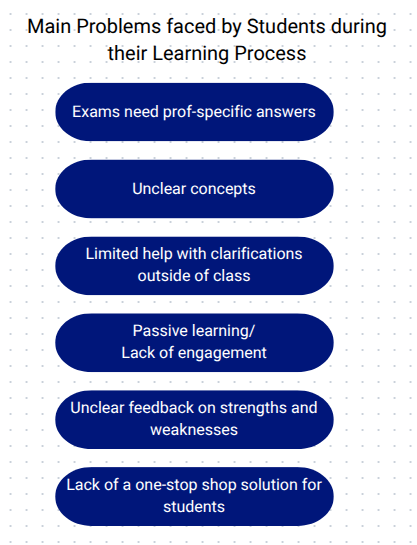 Main Problems faced by Students during
their Learning Process
Exams need prof-specific answers
Unclear concepts
Limited help with clarifications
outside of class
Passive learning/
Lack of engagement
Unclear feedback on strengths and
weaknesses
Lack of a one-stop shop solution for
students